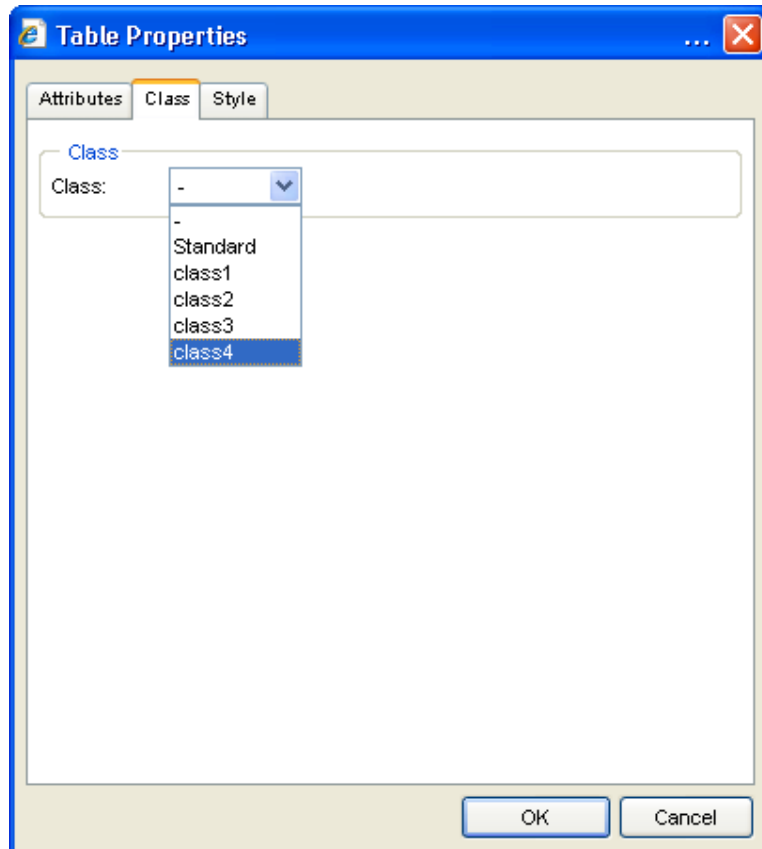 Table Properties ...
Attributes Class Style
Class
Class: -
-
Standard
class1
class2
class3
class4
OK Cancel